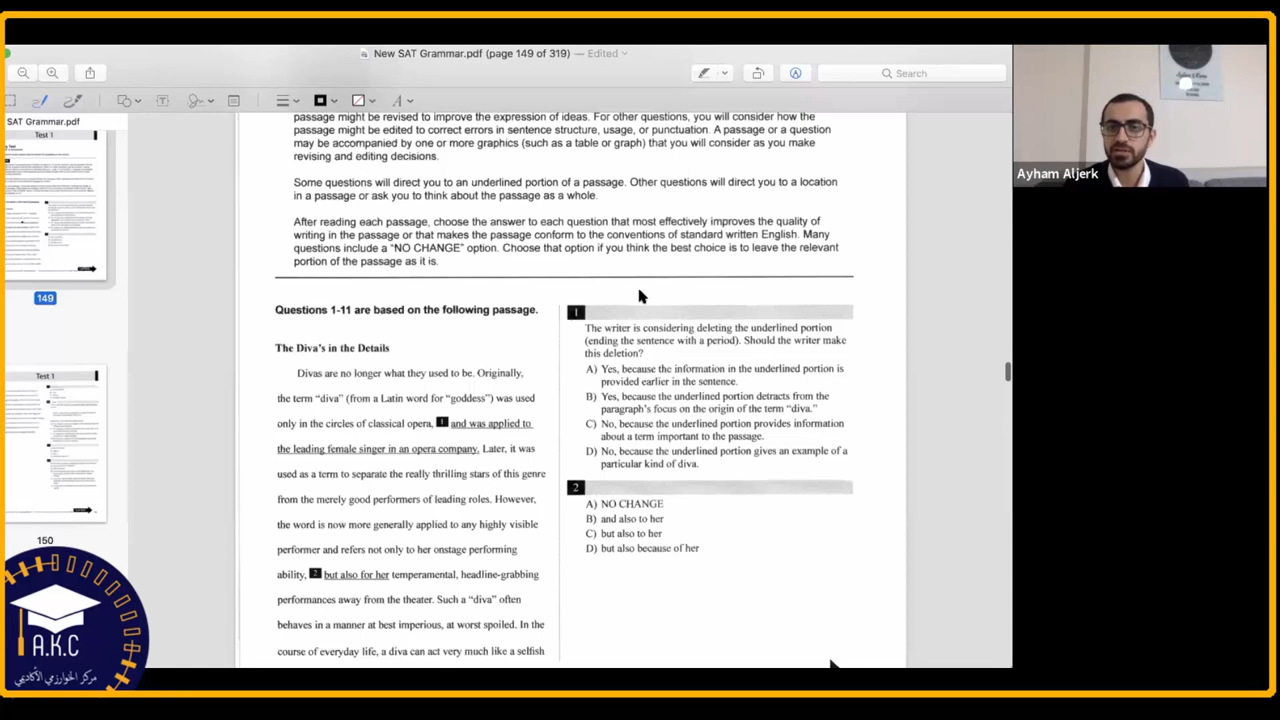 New SAT Grammar.pdf (page 149 of 319) — Edited
Search
SAT Grammar.pdf
Test 1
149
Test 1
150
passage might be revised to improve the expression of ideas. For other questions, you will consider how the
passage might be edited to correct errors in sentence structure, usage, or punctuation. A passage or a question
may be accompanied by one or more graphics (such as a table or graph) that you will consider as you make
revising and editing decisions.
Some questions will direct you to an underlined portion of a passage. Other questions will direct you to a location
in a passage or ask you to think about the passage as a whole.
After reading each passage, choose the answer to each question that most effectively improves the quality of
writing in the passage or that makes the passage conform to the conventions of standard written English. Many
questions include a "NO CHANGE" option. Choose that option if you think the best choice is to leave the relevant
portion of the passage as it is.
Questions 1-11 are based on the following passage.
The Diva's in the Details
Divas are no longer what they used to be. Originally,
the term "diva" (from a Latin word for "goddess") was used
only in the circles of classical opera, 1 and was applied to
the leading female singer in an opera company. Later, it was
used as a term to separate the really thrilling stars of this genre
from the merely good performers of leading roles. However,
the word is now more generally applied to any highly visible
performer and refers not only to her onstage performing
ability, 2 but also for her temperamental, headline-grabbing
performances away from the theater. Such a "diva" often
behaves in a manner at best imperious, at worst spoiled. In the
course of everyday life, a diva can act very much like a selfish
1
The writer is considering deleting the underlined portion
(ending the sentence with a period). Should the writer make
this deletion?
A) Yes, because the information in the underlined portion is
provided earlier in the sentence.
B) Yes, because the underlined portion detracts from the
paragraph's focus on the origin of the term "diva."
C) No, because the underlined portion provides information
about a term important to the passage.
D) No, because the underlined portion gives an example of a
particular kind of diva.
2
A) NO CHANGE
B) and also to her
C) but also to her
D) but also because of her
Ayham Aljerk
A.K.C
مركز الخوارزمي الأكاديمي